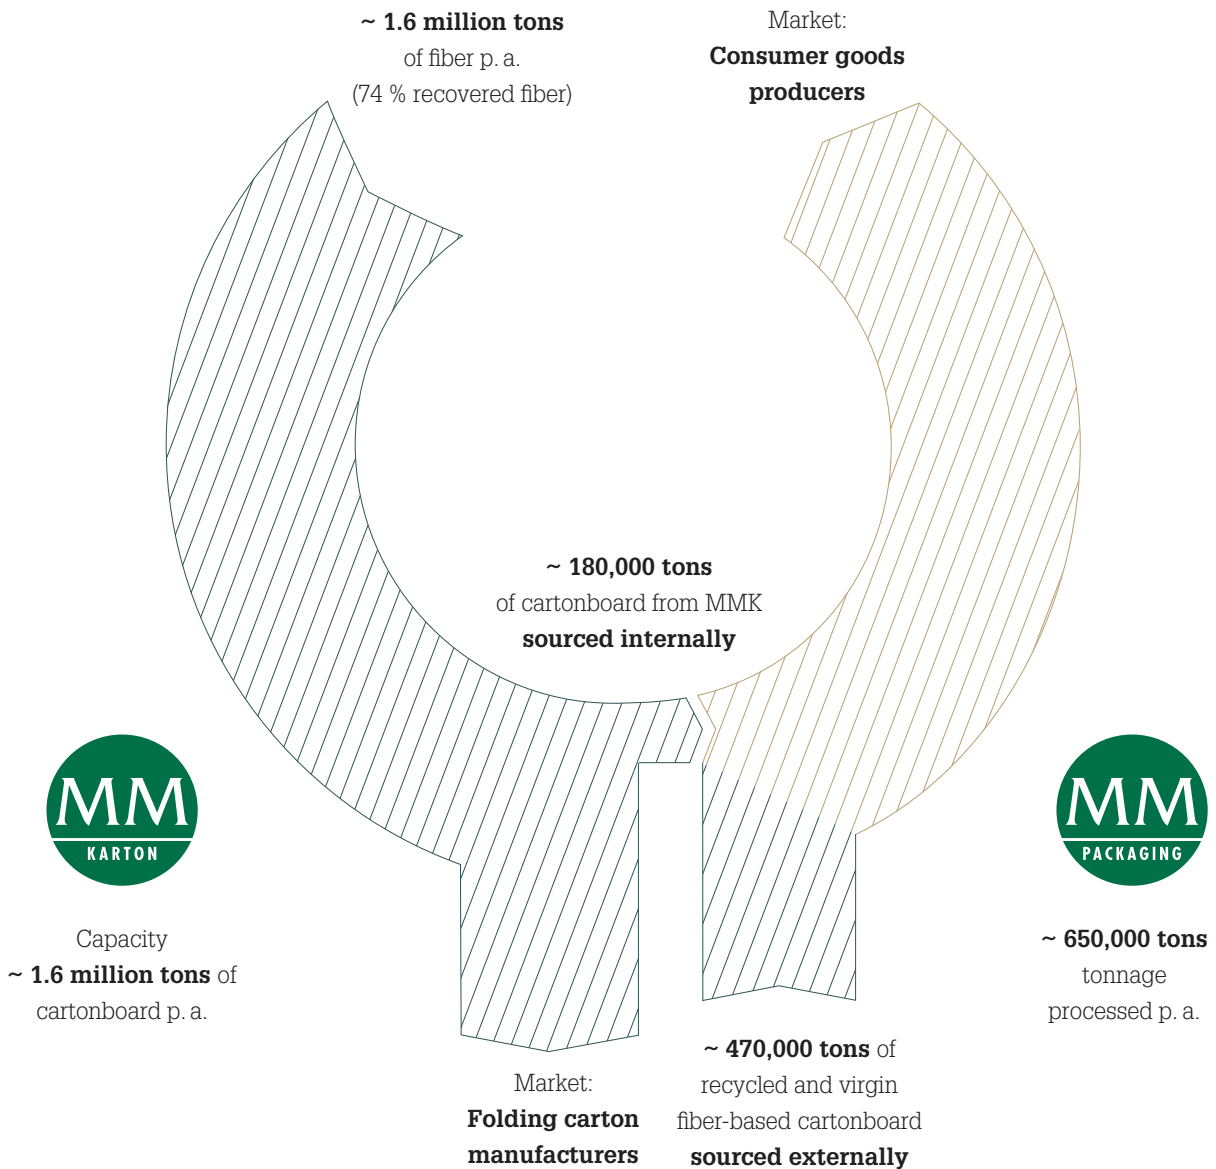 ~ 1.6 million tons
of fiber p. a.
(74 % recovered fiber)
Market:
Consumer goods
producers
~ 180,000 tons
of cartonboard from MMK
sourced internally
MM
KARTON
Capacity
~ 1.6 million tons of
cartonboard p. a.
MM
PACKAGING
~ 650,000 tons
tonnage
processed p. a.
Market:
Folding carton
manufacturers
~ 470,000 tons of
recycled and virgin
fiber-based cartonboard
sourced externally